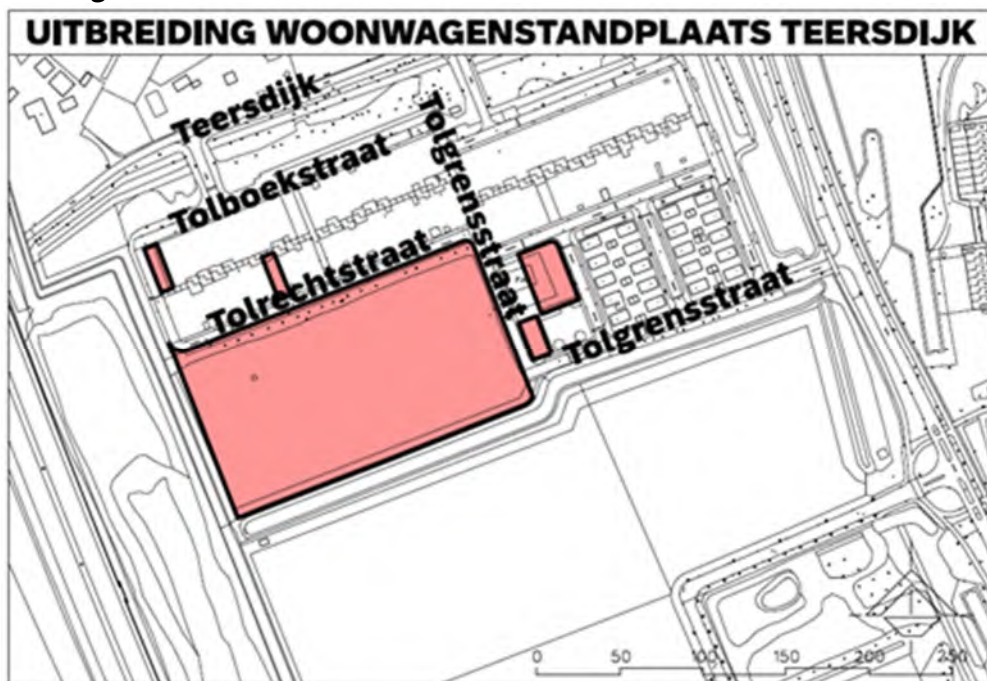 UITBREIDING WOONWAGENSTANDPLAATS TEERSDIJK
Teersdijk
Tolboekstraat
Tolgrensstraat
Tolrechtstraat
Tolgrensstraat
0 50 100 150 200 250